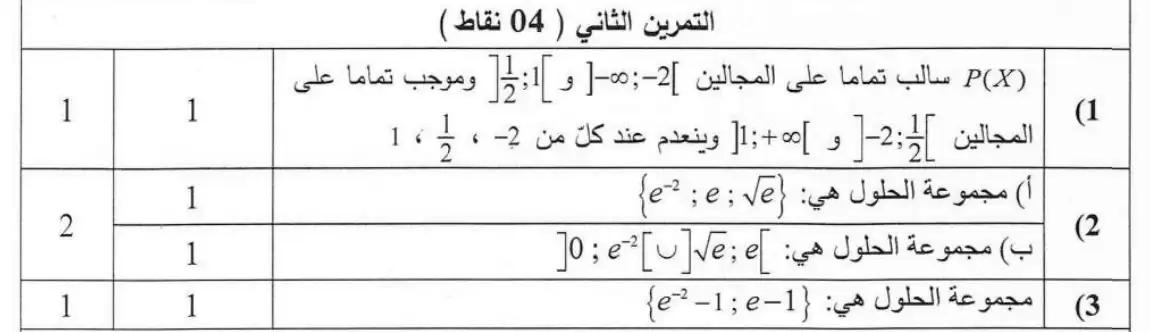 التمرين الثاني ( 04 نقاط )
1) P(X) سالب تماما على المجالين ]-∞;-2[ و ]1/2;1[ وموجب تماما على 1 1
المجالين ]-2;1/2[ و ]1;+∞[ وينعدم عند كلّ من -2 ، 1/2 ، 1
2) أ) مجموعة الحلول هي: {e⁻² ; e ; √e} 1 2
ب) مجموعة الحلول هي: ]0 ; e⁻²[ ∪ ]√e ; e[ 1
3) مجموعة الحلول هي: {e⁻²-1 ; e-1} 1 1